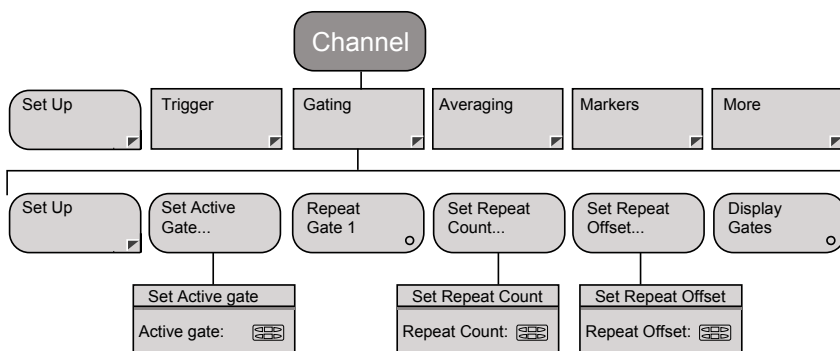 Channel
Set Up
Trigger
Gating
Averaging
Markers
More
Set Up
Set Active
Gate...
Repeat
Gate 1
Set Repeat
Count...
Set Repeat
Offset...
Display
Gates
Set Active gate
Active gate:
Set Repeat Count
Repeat Count:
Set Repeat Offset
Repeat Offset: